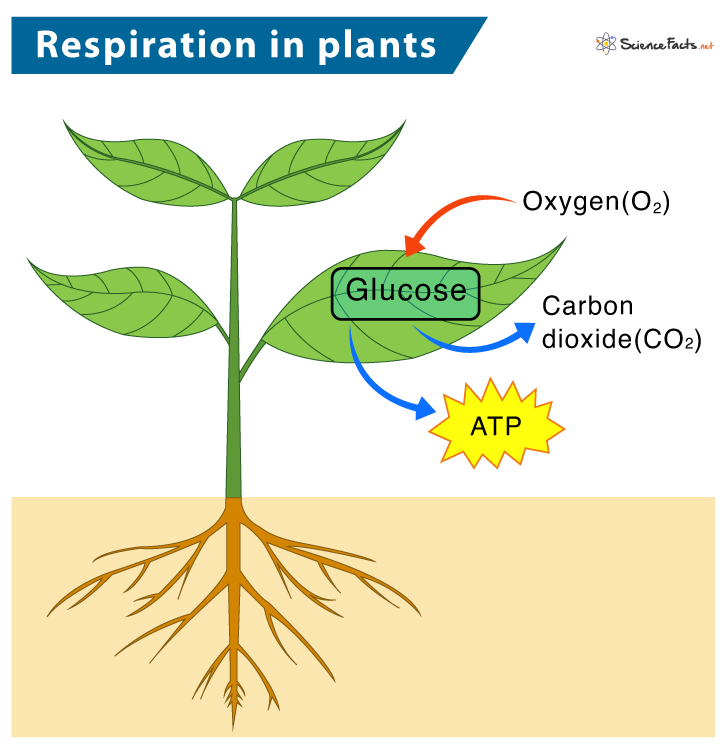 Respiration in plants
ScienceFacts.net
Oxygen(O₂)
Glucose
Carbon
dioxide(CO₂)
ATP